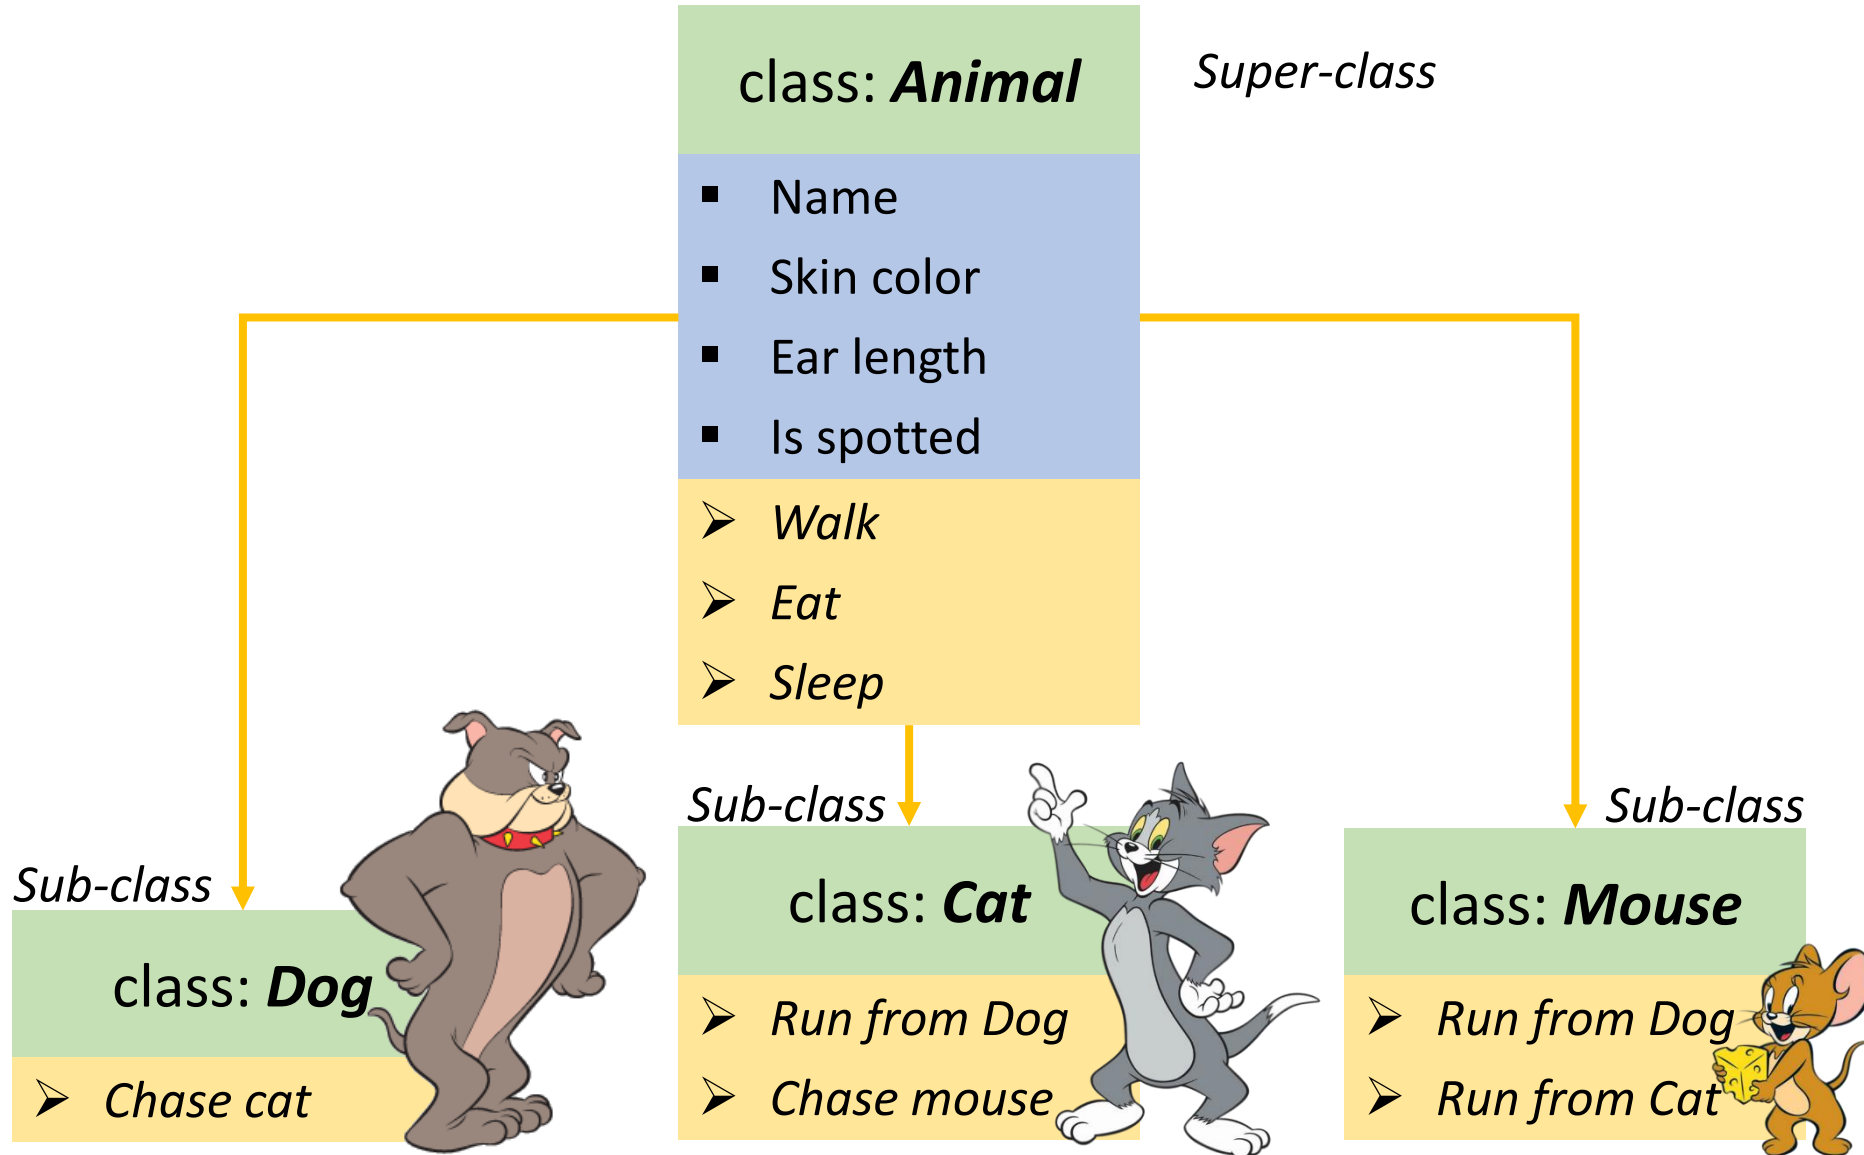 class: Animal
Super-class
Name
Skin color
Ear length
Is spotted
Walk
Eat
Sleep
Sub-class
class: Dog
Chase cat
Sub-class
class: Cat
Run from Dog
Chase mouse
Sub-class
class: Mouse
Run from Dog
Run from Cat